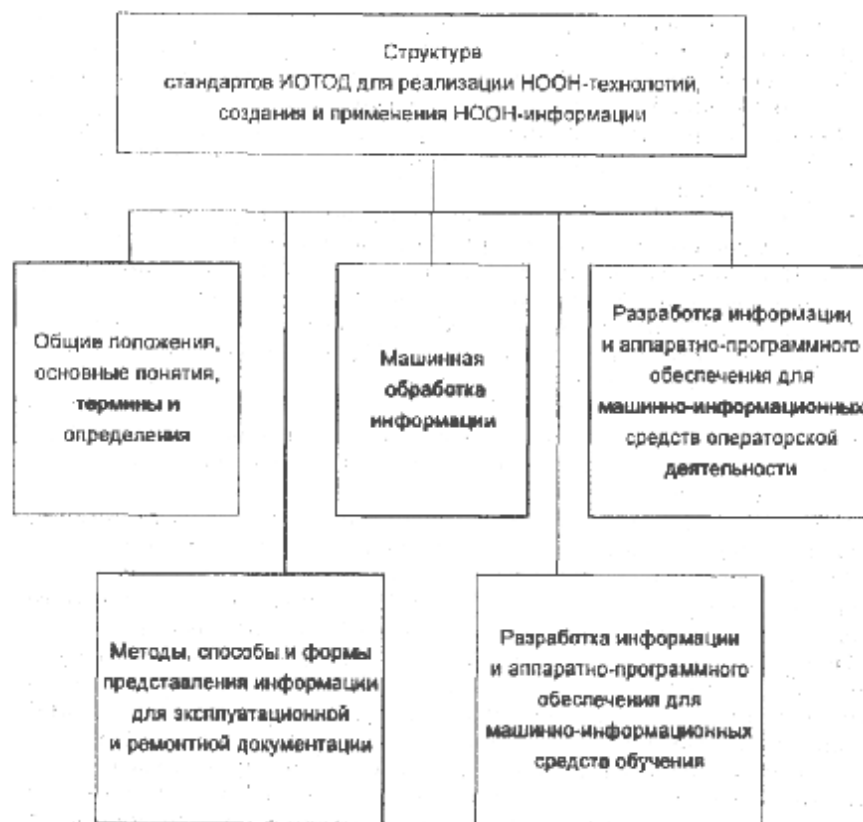 Структура
стандартов ИОТОД для реализации НООН-технологий,
создания и применения НООН-информации
Общие положения,
основные понятия,
термины и
определения
Машинная
обработка
информации
Разработка информации
и аппаратно-программного
обеспечения для
машинно-информационных
средств операторской
деятельности
Методы, способы и формы
представления информации
для эксплуатационной
и ремонтной документации
Разработка информации
и аппаратно-программного
обеспечения для
машинно-информационных
средств обучения